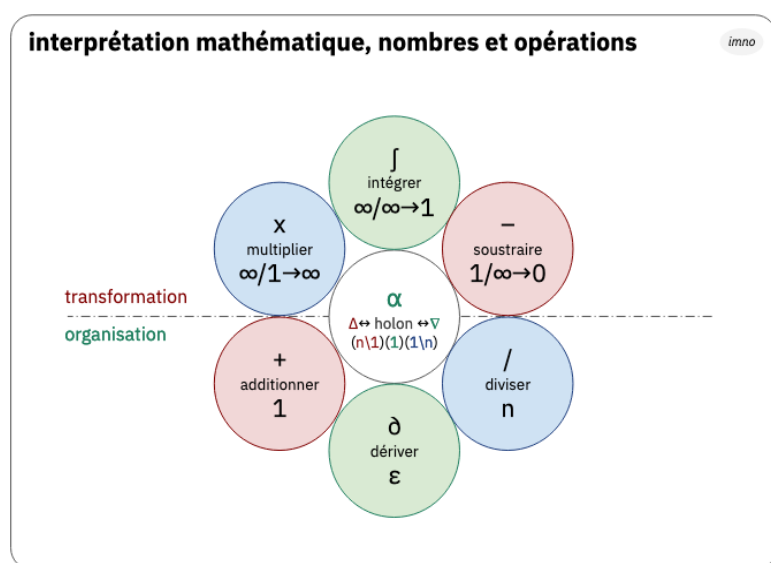 interprétation mathématique, nombres et opérations
imno
∫
intégrer
∞/∞→1
x
multiplier
∞/1→∞
–
soustraire
1/∞→0
transformation
organisation
α
Δ↔ holon ↔∇
(n\1)(1)(1\n)
+
additionner
1
/
diviser
n
∂
dériver
ε